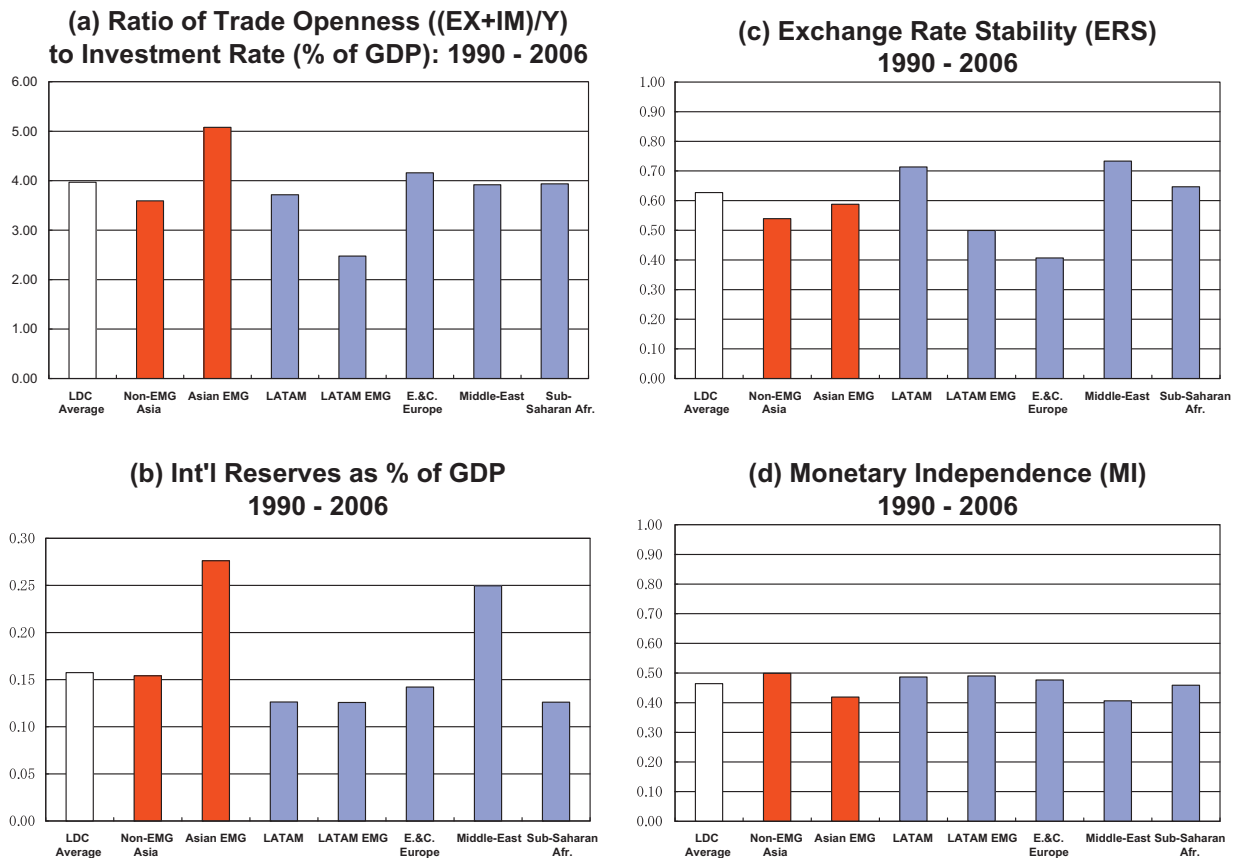 (a) Ratio of Trade Openness ((EX+IM)/Y)
to Investment Rate (% of GDP): 1990 - 2006
6.00
5.00
4.00
3.00
2.00
1.00
0.00
LDC Average
Non-EMG Asia
Asian EMG
LATAM
LATAM EMG
E.&C. Europe
Middle-East
Sub-Saharan Afr.
(c) Exchange Rate Stability (ERS)
1990 - 2006
1.00
0.90
0.80
0.70
0.60
0.50
0.40
0.30
0.20
0.10
0.00
LDC Average
Non-EMG Asia
Asian EMG
LATAM
LATAM EMG
E.&C. Europe
Middle-East
Sub-Saharan Afr.
(b) Int'l Reserves as % of GDP
1990 - 2006
0.30
0.25
0.20
0.15
0.10
0.05
0.00
LDC Average
Non-EMG Asia
Asian EMG
LATAM
LATAM EMG
E.&C. Europe
Middle-East
Sub-Saharan Afr.
(d) Monetary Independence (MI)
1990 - 2006
1.00
0.90
0.80
0.70
0.60
0.50
0.40
0.30
0.20
0.10
0.00
LDC Average
Non-EMG Asia
Asian EMG
LATAM
LATAM EMG
E.&C. Europe
Middle-East
Sub-Saharan Afr.